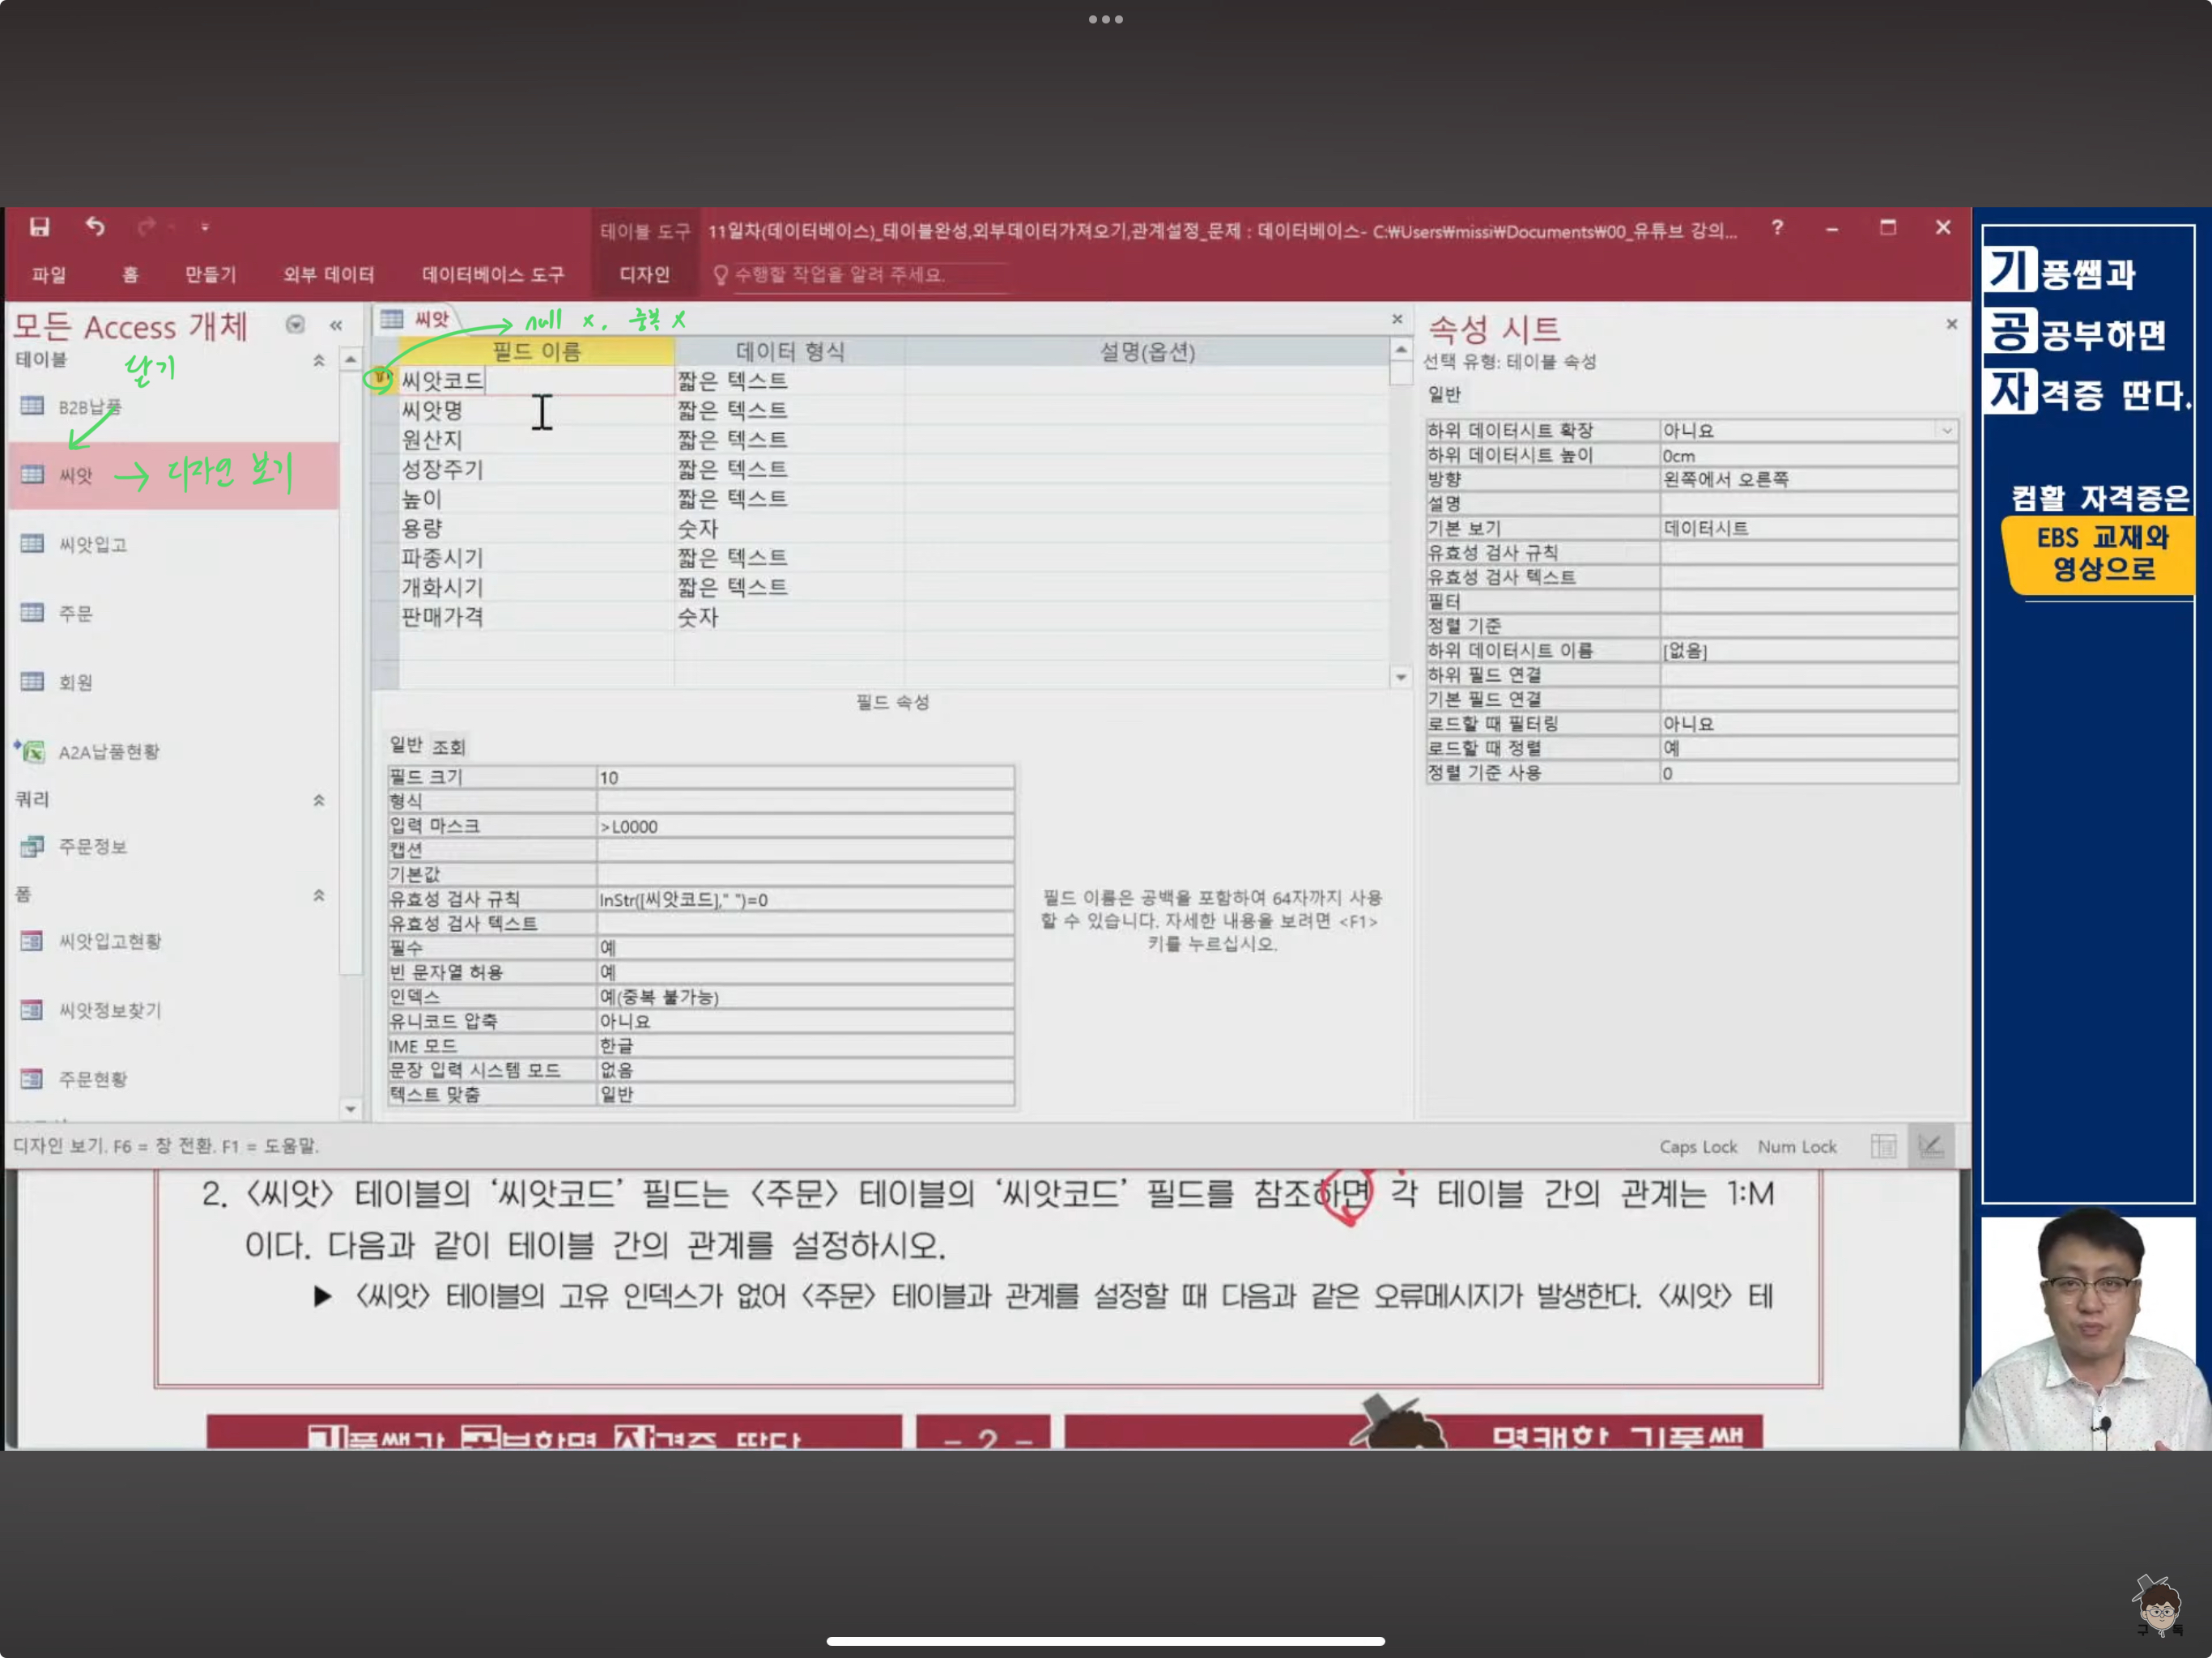 테이블 도구
11일차(데이터베이스)_테이블완성,외부데이터가져오기,관계설정_문제 : 데이터베이스- C:₩Users₩missi₩Documents₩00_유튜브 강의...
?
파일 홈 만들기 외부 데이터 데이터베이스 도구 디자인 수행할 작업을 알려 주세요.
모든 Access 개체
테이블
닫기
B2B납품
씨앗 → 디자인 보기
씨앗입고
주문
회원
A2A납품현황
쿼리
주문정보
폼
씨앗입고현황
씨앗정보찾기
주문현황
씨앗
null x, 중복 x
필드 이름 데이터 형식 설명(옵션)
씨앗코드 짧은 텍스트
씨앗명 짧은 텍스트
원산지 짧은 텍스트
성장주기 짧은 텍스트
높이 짧은 텍스트
용량 숫자
파종시기 짧은 텍스트
개화시기 짧은 텍스트
판매가격 숫자
필드 속성
일반 조회
필드 크기 10
형식
입력 마스크 >L0000
캡션
기본값
유효성 검사 규칙 InStr([씨앗코드]," ")=0
유효성 검사 텍스트
필수 예
빈 문자열 허용 예
인덱스 예(중복 불가능)
유니코드 압축 아니요
IME 모드 한글
문장 입력 시스템 모드 없음
텍스트 맞춤 일반
필드 이름은 공백을 포함하여 64자까지 사용
할 수 있습니다. 자세한 내용을 보려면 <F1>
키를 누르십시오.
속성 시트
선택 유형: 테이블 속성
일반
하위 데이터시트 확장 아니요
하위 데이터시트 높이 0cm
방향 왼쪽에서 오른쪽
설명
기본 보기 데이터시트
유효성 검사 규칙
유효성 검사 텍스트
필터
정렬 기준
하위 데이터시트 이름 [없음]
하위 필드 연결
기본 필드 연결
로드할 때 필터링 아니요
로드할 때 정렬 예
정렬 기준 사용 0
디자인 보기. F6 = 창 전환. F1 = 도움말.
Caps Lock Num Lock
2. 〈씨앗〉 테이블의 ‘씨앗코드’ 필드는 〈주문〉 테이블의 ‘씨앗코드’ 필드를 참조하면 각 테이블 간의 관계는 1:M
이다. 다음과 같이 테이블 간의 관계를 설정하시오.
▶ 〈씨앗〉 테이블의 고유 인덱스가 없어 〈주문〉 테이블과 관계를 설정할 때 다음과 같은 오류메시지가 발생한다. 〈씨앗〉 테
기풍쌤과 공부하면 자격증 딴다
- 2 -
명쾌한 기풍쌤
기풍쌤과
공공부하면
자격증 딴다.
컴활 자격증은
EBS 교재와
영상으로
구독